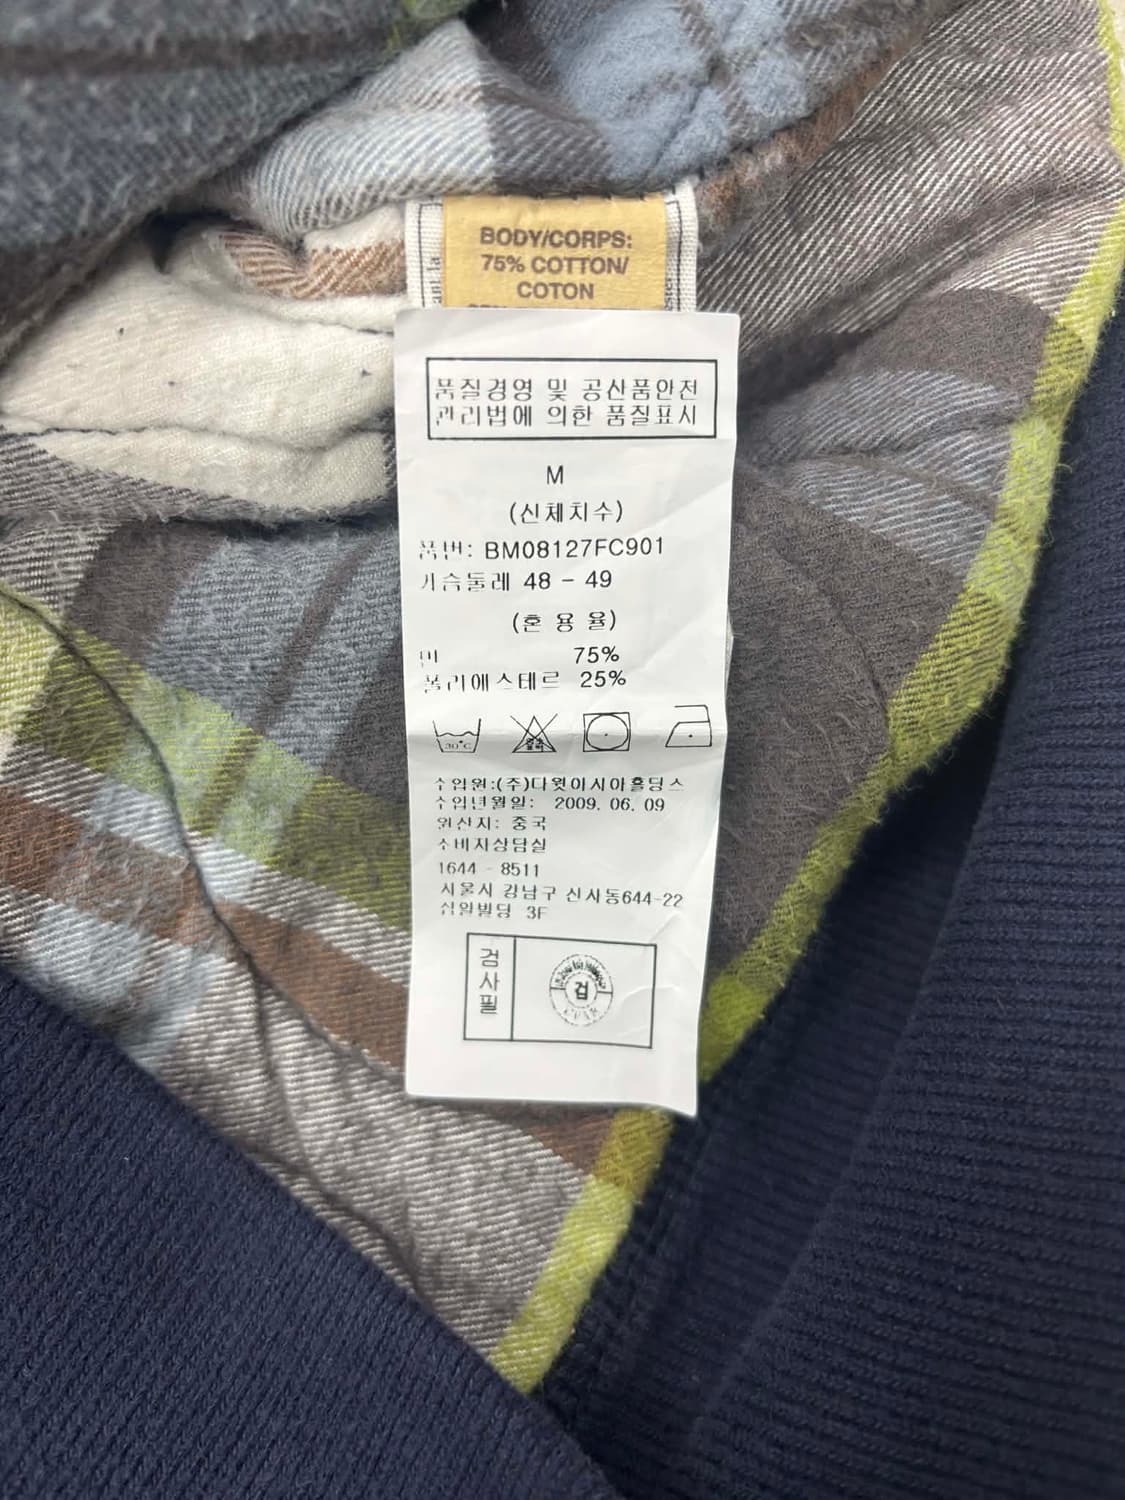 BODY/CORPS:
75% COTTON/
COTON
품질경영 및 공산품안전
관리법에 의한 품질표시
M
(신체치수)
품번: BM08127FC901
가슴둘레 48 - 49
(혼용율)
면 75%
폴리에스테르 25%
30°C
수입원:(주)다윗아시아홀딩스
수입년월일: 2009. 06. 09
원산지: 중국
소비자상담실
1644 - 8511
서울시 강남구 신사동644-22
삼원빌딩 3F
검사필
검